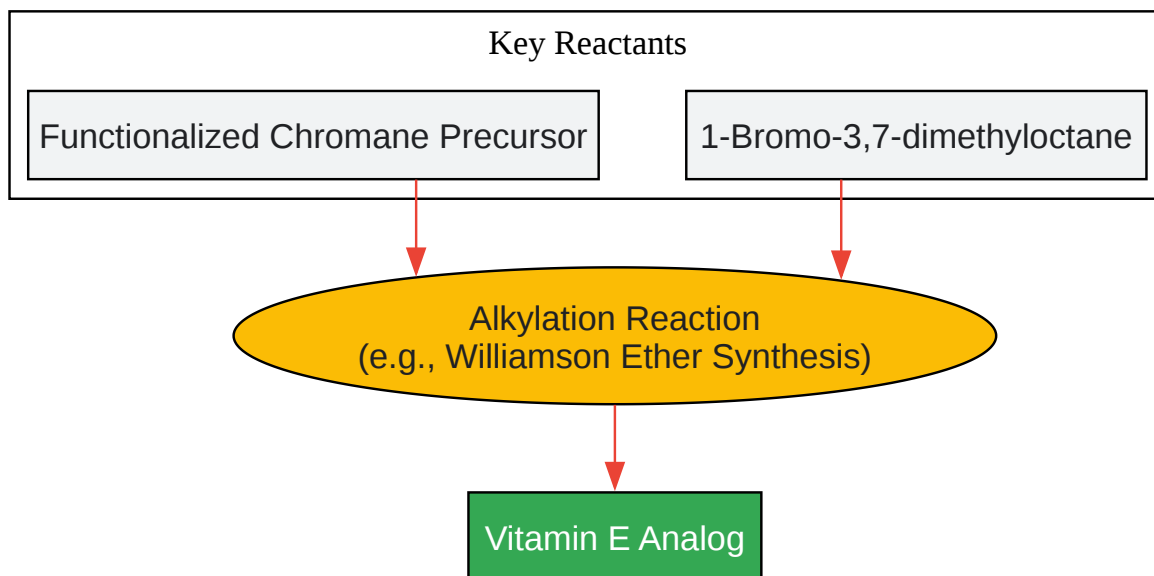 Key Reactants
Functionalized Chromane Precursor
1-Bromo-3,7-dimethyloctane
Alkylation Reaction
(e.g., Williamson Ether Synthesis)
Vitamin E Analog